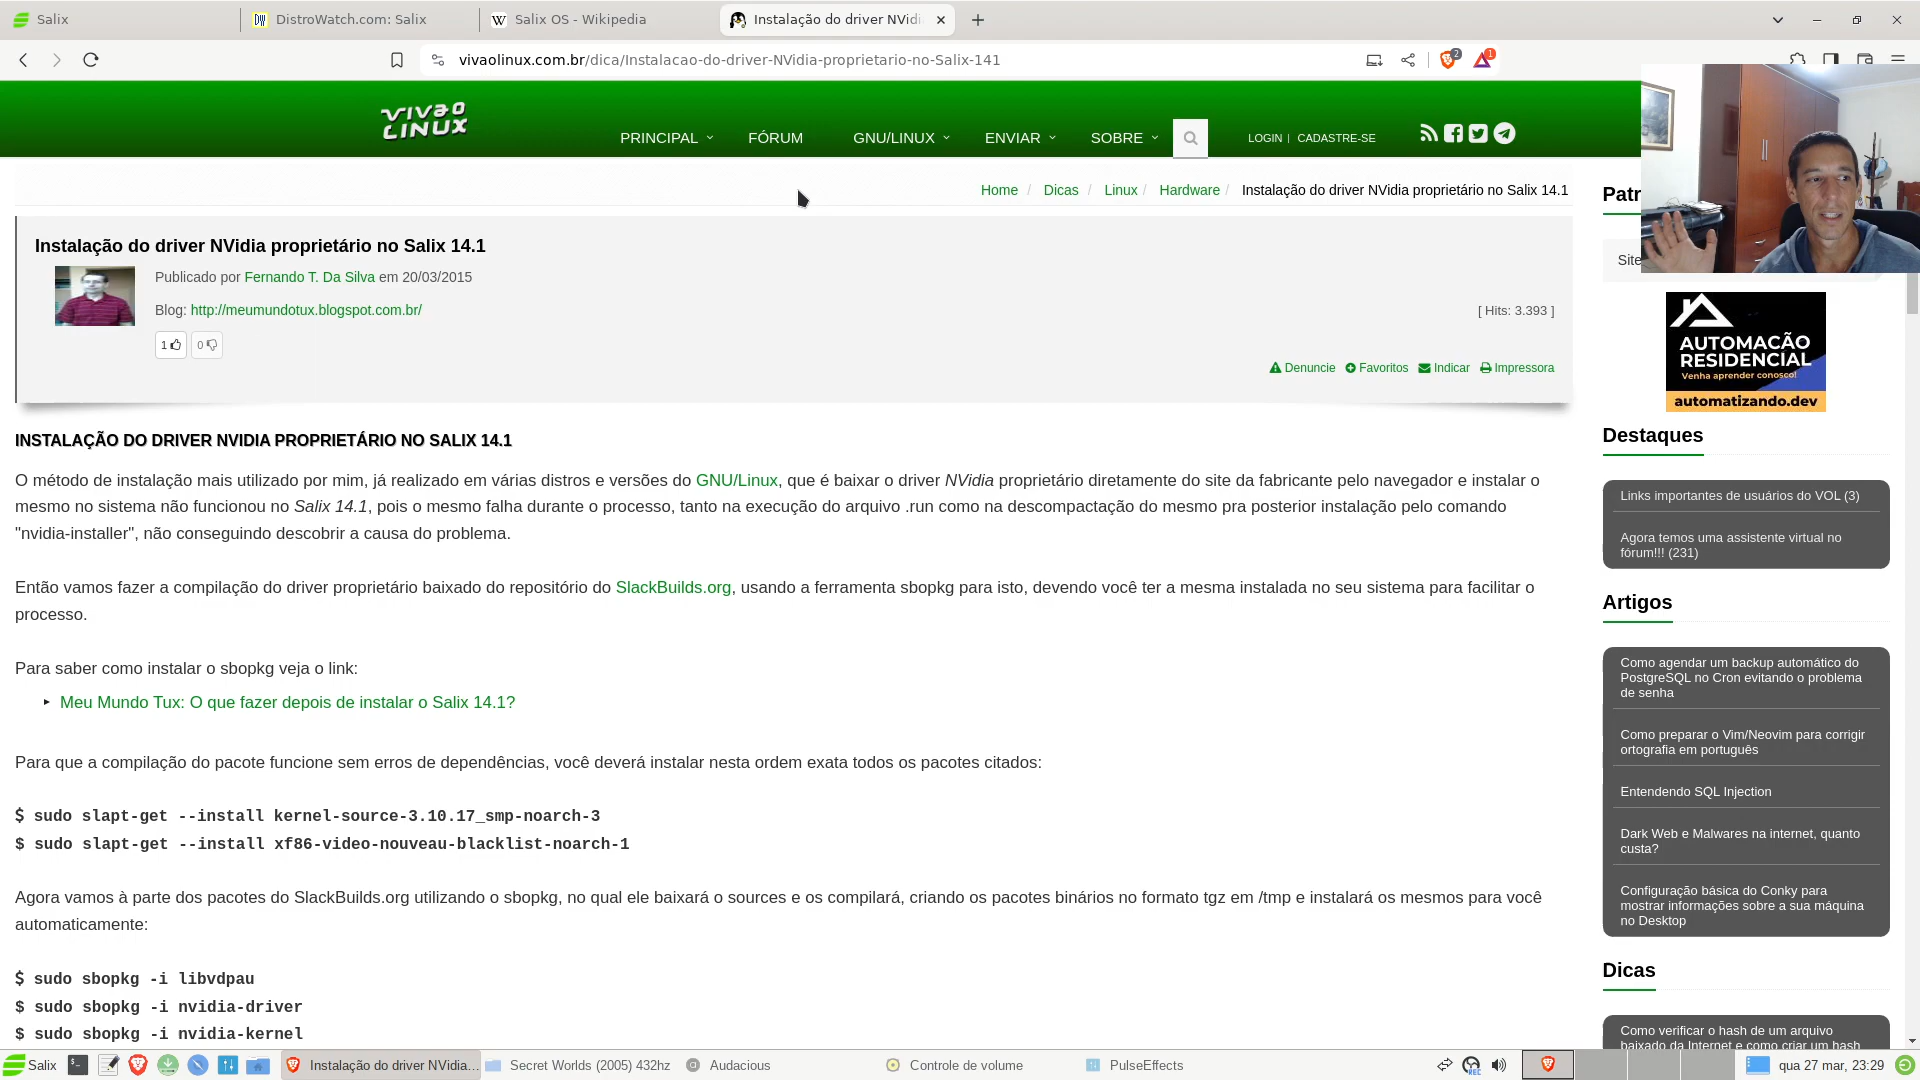 Salix
DistroWatch.com: Salix
Salix OS - Wikipedia
Instalação do driver NVidi
vivaolinux.com.br/dica/Instalacao-do-driver-NVidia-proprietario-no-Salix-141
2
1
VIVAO
LINUX
PRINCIPAL
FÓRUM
GNU/LINUX
ENVIAR
SOBRE
LOGIN |
CADASTRE-SE
Home / Dicas / Linux / Hardware / Instalação do driver NVidia proprietário no Salix 14.1
Instalação do driver NVidia proprietário no Salix 14.1
Publicado por Fernando T. Da Silva em 20/03/2015
Blog: http://meumundotux.blogspot.com.br/
[ Hits: 3.393 ]
1
0
Denuncie Favoritos Indicar Impressora
INSTALAÇÃO DO DRIVER NVIDIA PROPRIETÁRIO NO SALIX 14.1
O método de instalação mais utilizado por mim, já realizado em várias distros e versões do GNU/Linux, que é baixar o driver NVidia proprietário diretamente do site da fabricante pelo navegador e instalar o
mesmo no sistema não funcionou no Salix 14.1, pois o mesmo falha durante o processo, tanto na execução do arquivo .run como na descompactação do mesmo pra posterior instalação pelo comando
"nvidia-installer", não conseguindo descobrir a causa do problema.
Então vamos fazer a compilação do driver proprietário baixado do repositório do SlackBuilds.org, usando a ferramenta sbopkg para isto, devendo você ter a mesma instalada no seu sistema para facilitar o
processo.
Para saber como instalar o sbopkg veja o link:
Meu Mundo Tux: O que fazer depois de instalar o Salix 14.1?
Para que a compilação do pacote funcione sem erros de dependências, você deverá instalar nesta ordem exata todos os pacotes citados:
$ sudo slapt-get --install kernel-source-3.10.17_smp-noarch-3
$ sudo slapt-get --install xf86-video-nouveau-blacklist-noarch-1
Agora vamos à parte dos pacotes do SlackBuilds.org utilizando o sbopkg, no qual ele baixará o sources e os compilará, criando os pacotes binários no formato tgz em /tmp e instalará os mesmos para você
automaticamente:
$ sudo sbopkg -i libvdpau
$ sudo sbopkg -i nvidia-driver
$ sudo sbopkg -i nvidia-kernel
Patr
Site
AUTOMAÇÃO
RESIDENCIAL
Venha aprender conosco!
automatizando.dev
Destaques
Links importantes de usuários do VOL (3)
Agora temos uma assistente virtual no
fórum!!! (231)
Artigos
Como agendar um backup automático do
PostgreSQL no Cron evitando o problema
de senha
Como preparar o Vim/Neovim para corrigir
ortografia em português
Entendendo SQL Injection
Dark Web e Malwares na internet, quanto
custa?
Configuração básica do Conky para
mostrar informações sobre a sua máquina
no Desktop
Dicas
Como verificar o hash de um arquivo
baixado da Internet e como criar um hash
Salix
Instalação do driver NVidia...
Secret Worlds (2005) 432hz
Audacious
Controle de volume
PulseEffects
REC
qua 27 mar, 23:29